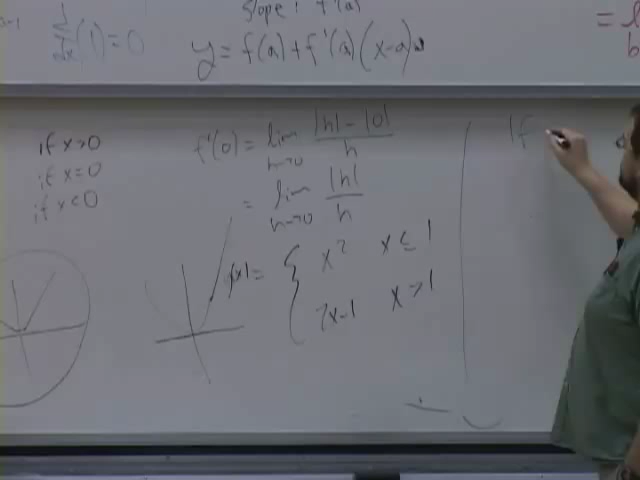 slope: f'(a)
d/dx (1) = 0
y = f(a) + f'(a)(x-a)
if x>0
if x=0
if x<0
f'(0) = lim h→0 |h| - |0| / h
= lim h→0 |h| / h
f(x) = { x² x ≤ 1
2x-1 x > 1
If